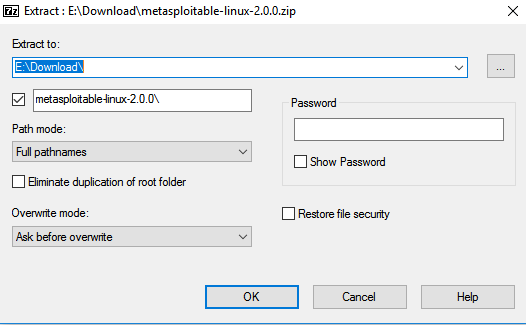 7z Extract : E:\Download\metasploitable-linux-2.0.0.zip
Extract to:
E:\Download\
...
metasploitable-linux-2.0.0\
Password
Path mode:
Full pathnames
Show Password
Eliminate duplication of root folder
Overwrite mode:
Restore file security
Ask before overwrite
OK
Cancel
Help